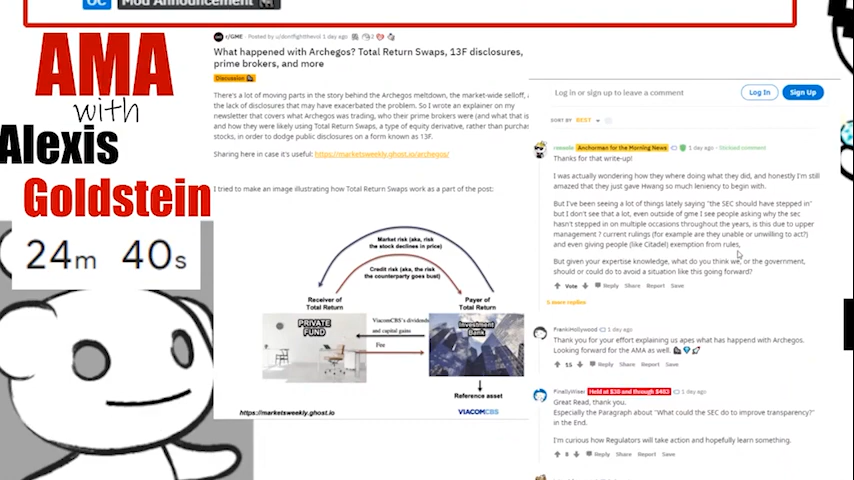 OC Mod Announcement
AMA
with
Alexis
Goldstein
24m 40s
r/GME · Posted by u/dontfightthevol 1 day ago
What happened with Archegos? Total Return Swaps, 13F disclosures,
prime brokers, and more
Discussion
There's a lot of moving parts in the story behind the Archegos meltdown, the market-wide selloff, a
the lack of disclosures that may have exacerbated the problem. So I wrote an explainer on my
newsletter that covers what Archegos was trading, who their prime brokers were (and what that is
and how they were likely using Total Return Swaps, a type of equity derivative, rather than purchas
stocks, in order to dodge public disclosures on a form known as 13F.
Sharing here in case it's useful: https://marketsweekly.ghost.io/archegos/
I tried to make an image illustrating how Total Return Swaps work as a part of the post:
Market risk (aka, risk
the stock declines in price)
Credit risk (aka, the risk
the counterparty goes bust)
Receiver of
Total Return
Payer of
Total Return
PRIVATE
FUND
ViacomCBS's dividends
and capital gains
Fee
Investment
Bank
Reference asset
VIACOMCBS
https://marketsweekly.ghost.io
Log in or sign up to leave a comment
Log In
Sign Up
SORT BY BEST
Anchorman for the Morning News
1 day ago · Stickied comment
Thanks for that write-up!
I was actually wondering how they where doing what they did, and honestly I'm still
amazed that they just gave Hwang so much leniency to begin with.
But I've been seeing a lot of things lately saying "the SEC should have stepped in"
but I don't see that a lot, even outside of gme I see people asking why the sec
hasn't stepped in on multiple occasions throughout the years, is this due to upper
management ? current rulings (for example are they unable or unwilling to act?)
and even giving people (like Citadel) exemption from rules,
But given your expertise knowledge, what do you think we, or the government,
should or could do to avoid a situation like this going forward?
Vote Reply Share Report Save
5 more replies
FrankiHollywood 1 day ago
Thank you for your effort explaining us apes what has happened with Archegos.
Looking forward for the AMA as well.
15 Reply Share Report Save
Held at $38 and through $483 1 day ago
Great Read, thank you.
Especially the Paragraph about "What could the SEC do to improve transparency?"
in the End.
I'm curious how Regulators will take action and hopefully learn something.
8 Reply Share Report Save